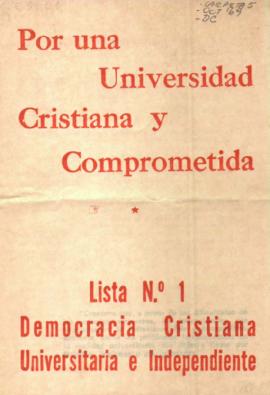 Por una
Universidad
Cristiana y
Comprometida
*
Lista N.º 1
Democracia Cristiana
Universitaria e Independiente